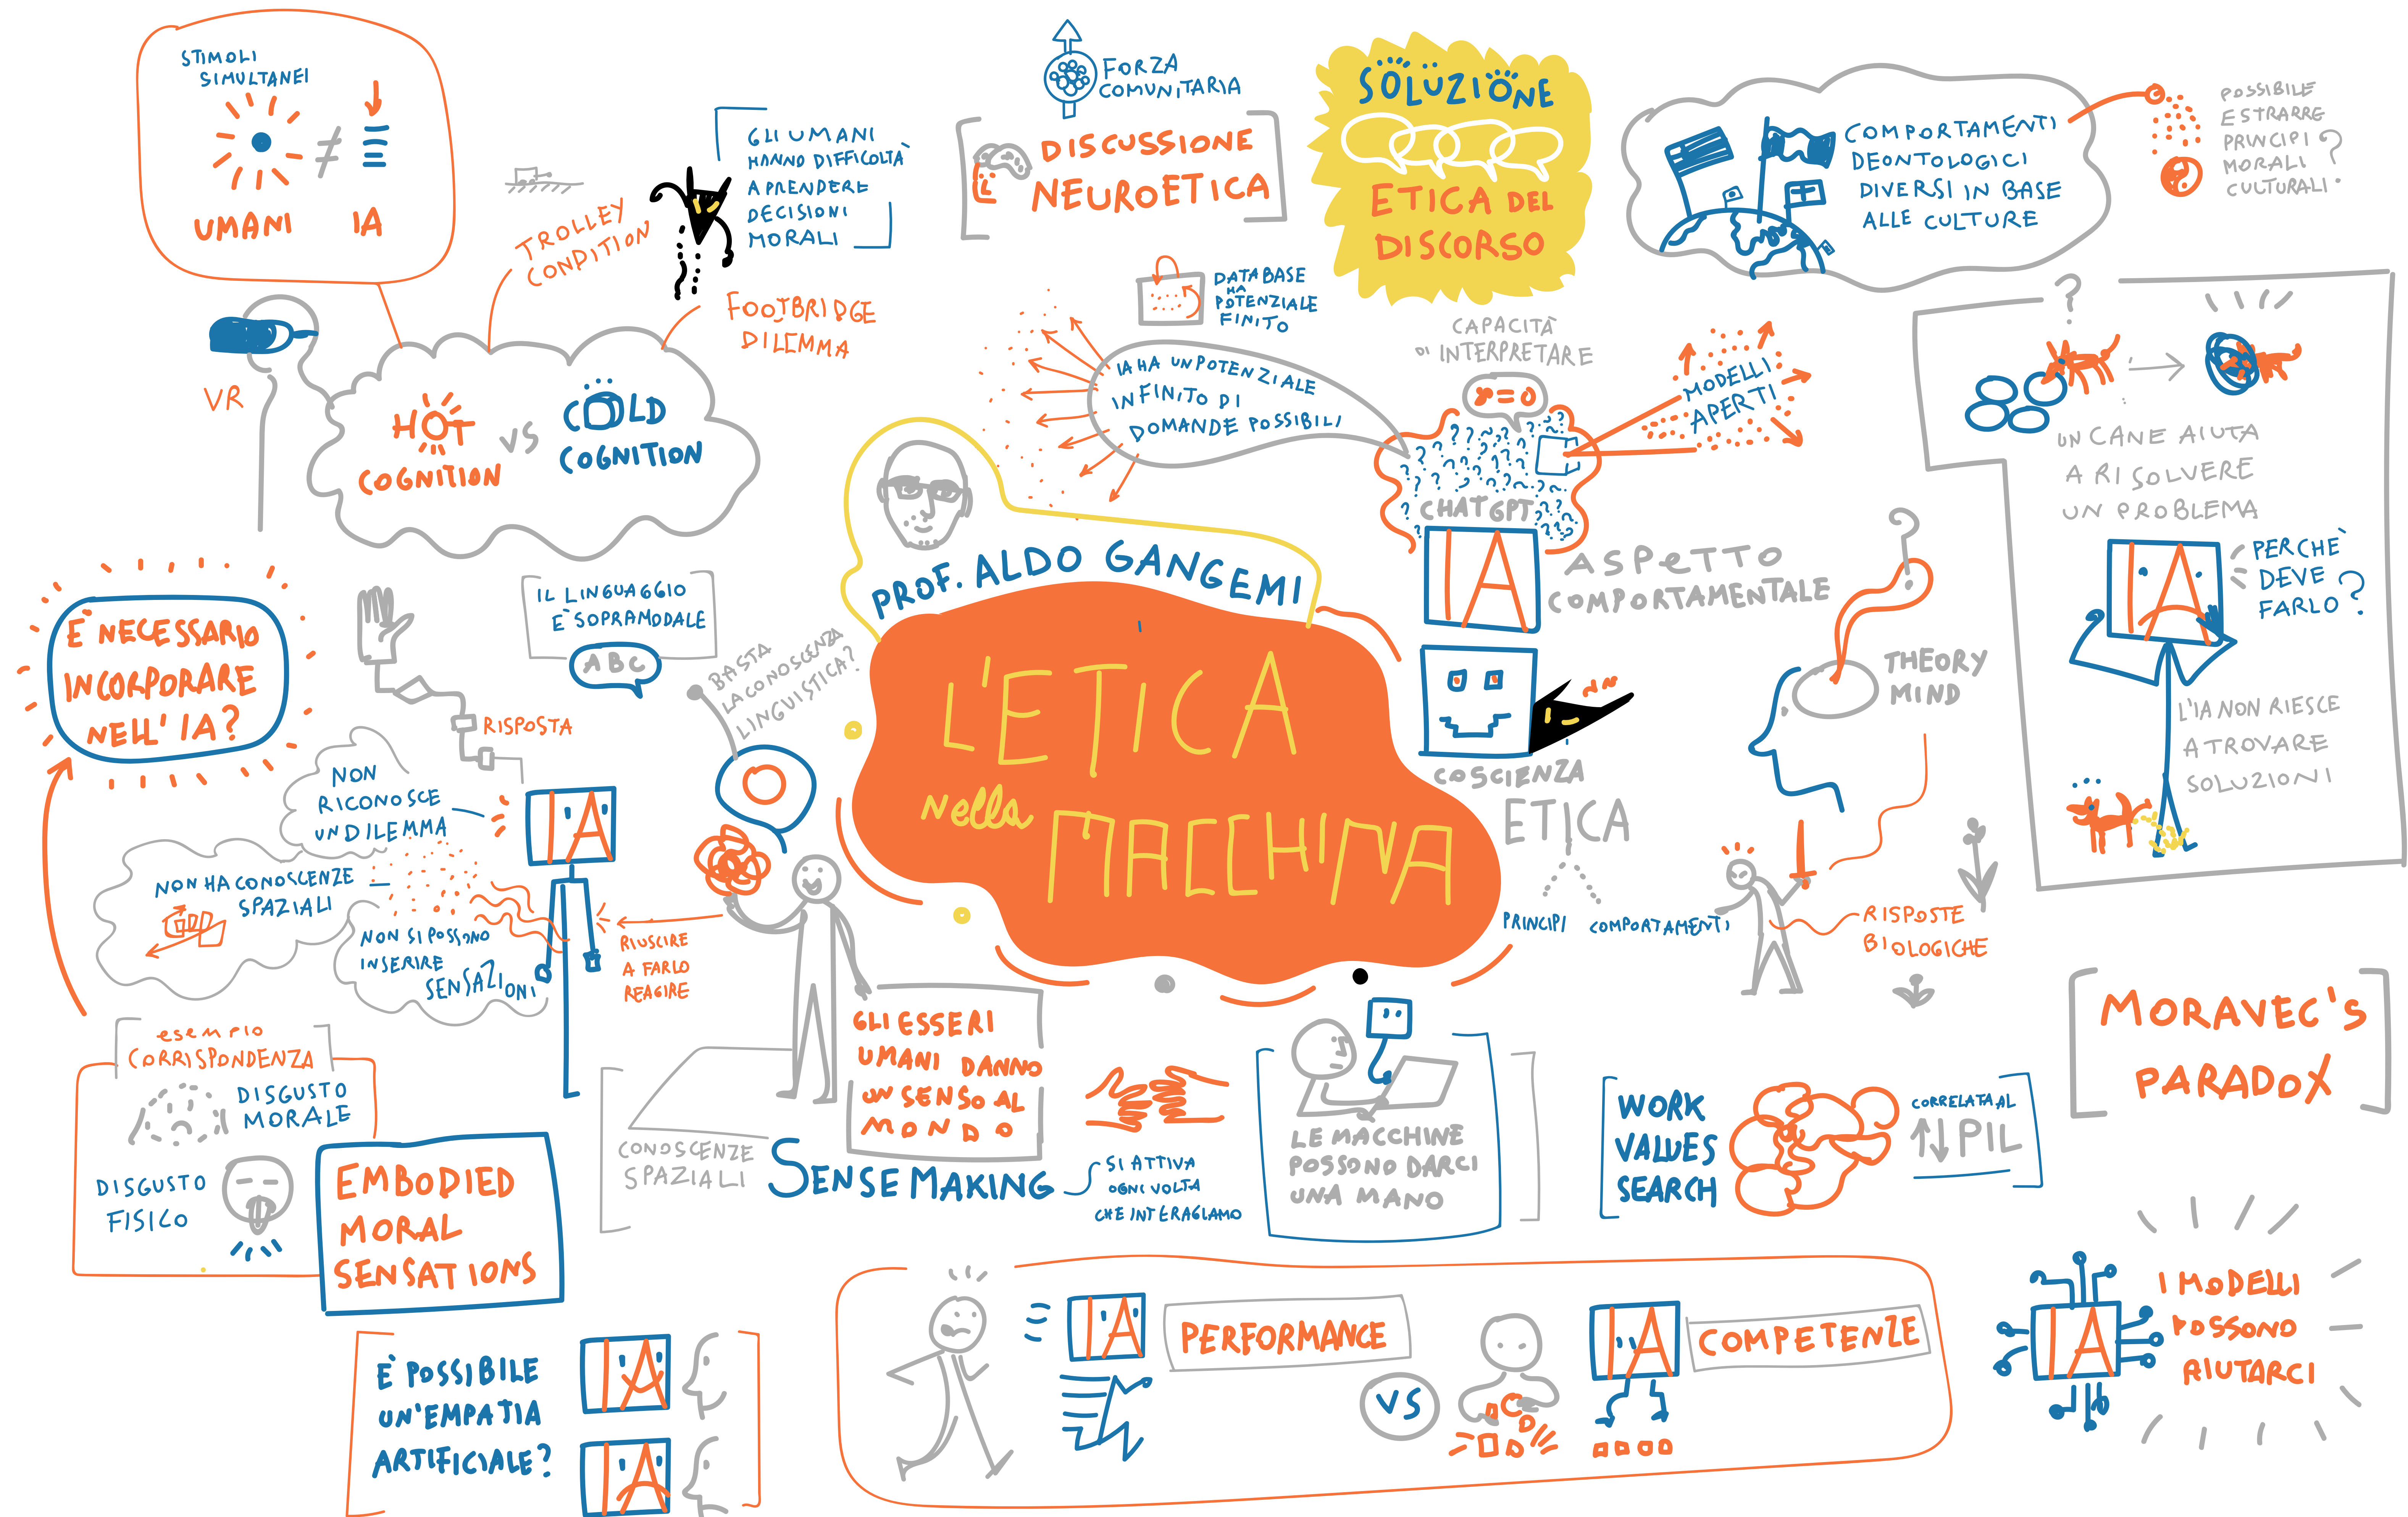 STIMOLI
SIMULTANEI
≠
UMANI
IA
TROLLEY
CONDITION
GLI UMANI
HANNO DIFFICOLTÀ
A PRENDERE
DECISIONI
MORALI
FOOTBRIDGE
DILEMMA
VR
HOT
COGNITION
VS
COLD
COGNITION
FORZA
COMUNITARIA
DISCUSSIONE
NEUROETICA
SOLUZIONE
ETICA DEL
DISCORSO
COMPORTAMENTI
DEONTOLOGICI
DIVERSI IN BASE
ALLE CULTURE
POSSIBILE
ESTRARRE
PRINCIPI
MORALI
CULTURALI?
DATABASE
HA
POTENZIALE
FINITO
IA HA UN POTENZIALE
INFINITO DI
DOMANDE POSSIBILI
CAPACITÀ
DI INTERPRETARE
MODELLI
APERTI
CHAT GPT
IA
ASPETTO
COMPORTAMENTALE
?
UN CANE AIUTA
A RISOLVERE
UN PROBLEMA
IA
PERCHE'
DEVE
FARLO?
L'IA NON RIESCE
A TROVARE
SOLUZIONI
PROF. ALDO GANGEMI
L'ETICA
nella
MACCHINA
COSCIENZA
ETICA
PRINCIPI
COMPORTAMENTI
THEORY
MIND
RISPOSTE
BIOLOGICHE
È NECESSARIO
INCORPORARE
NELL'IA?
IL LINGUAGGIO
E' SOPRAMODALE
ABC
BASTA
LA CONOSCENZA
LINGUISTICA?
RISPOSTA
NON
RICONOSCE
UN DILEMMA
IA
NON HA CONOSCENZE
SPAZIALI
NON SI POSSONO
INSERIRE
SENSAZIONI
RIUSCIRE
A FARLO
REAGIRE
esempio
CORRISPONDENZA
DISGUSTO
MORALE
DISGUSTO
FISICO
EMBODIED
MORAL
SENSATIONS
CONOSCENZE
SPAZIALI
GLI ESSERI
UMANI DANNO
UN SENSO AL
MONDO
SENSEMAKING
SI ATTIVA
OGNI VOLTA
CHE INTERAGIAMO
LE MACCHINE
POSSONO DARCI
UNA MANO
WORK
VALUES
SEARCH
CORRELATA AL
PIL
MORAVEC'S
PARADOX
È POSSIBILE
UN'EMPATIA
ARTIFICIALE?
IA
IA
IA
PERFORMANCE
VS
IA
COMPETENZE
IA
I MODELLI
POSSONO
AIUTARCI